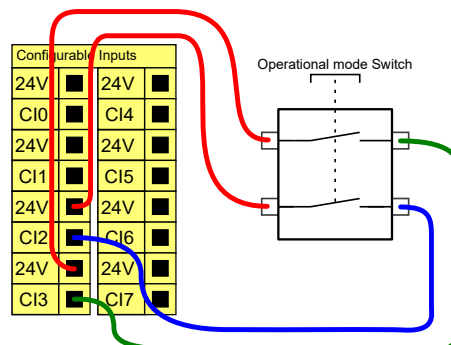 Configurable Inputs
Operational mode Switch
24V 24V
CI0 CI4
24V 24V
CI1 CI5
24V 24V
CI2 CI6
24V 24V
CI3 CI7